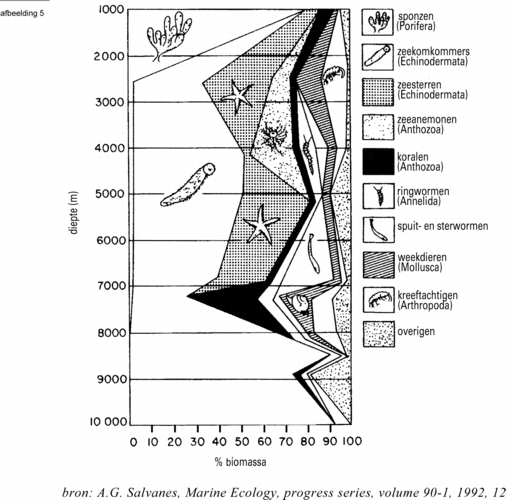 afbeelding 5
diepte (m)
1000
2000
3000
4000
5000
6000
7000
8000
9000
10 000
0 10 20 30 40 50 60 70 80 90 100
% biomassa
sponzen
(Porifera)
zeekomkommers
(Echinodermata)
zeesterren
(Echinodermata)
zeeanemonen
(Anthozoa)
koralen
(Anthozoa)
ringwormen
(Annelida)
spuit- en sterwormen
weekdieren
(Mollusca)
kreeftachtigen
(Arthropoda)
overigen
bron: A.G. Salvanes, Marine Ecology, progress series, volume 90-1, 1992, 12